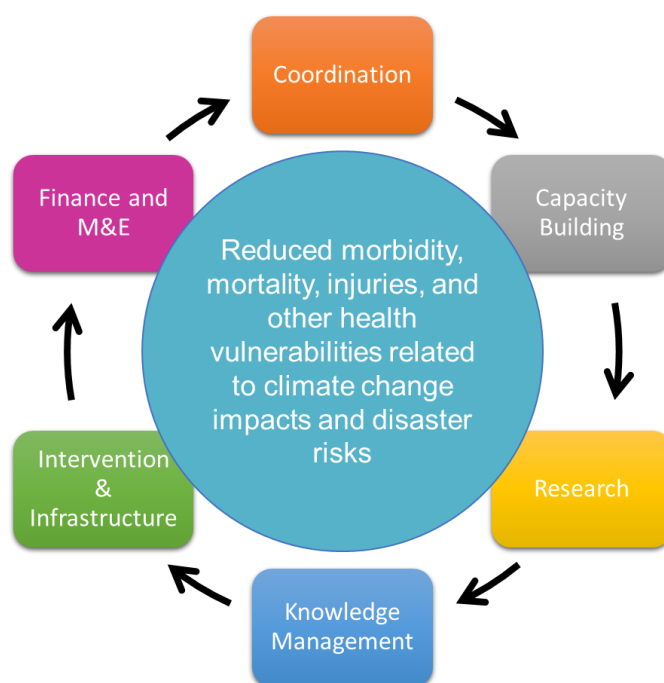 Coordination
Capacity
Building
Research
Knowledge
Management
Intervention
&
Infrastructure
Finance and
M&E
Reduced morbidity,
mortality, injuries, and
other health
vulnerabilities related
to climate change
impacts and disaster
risks